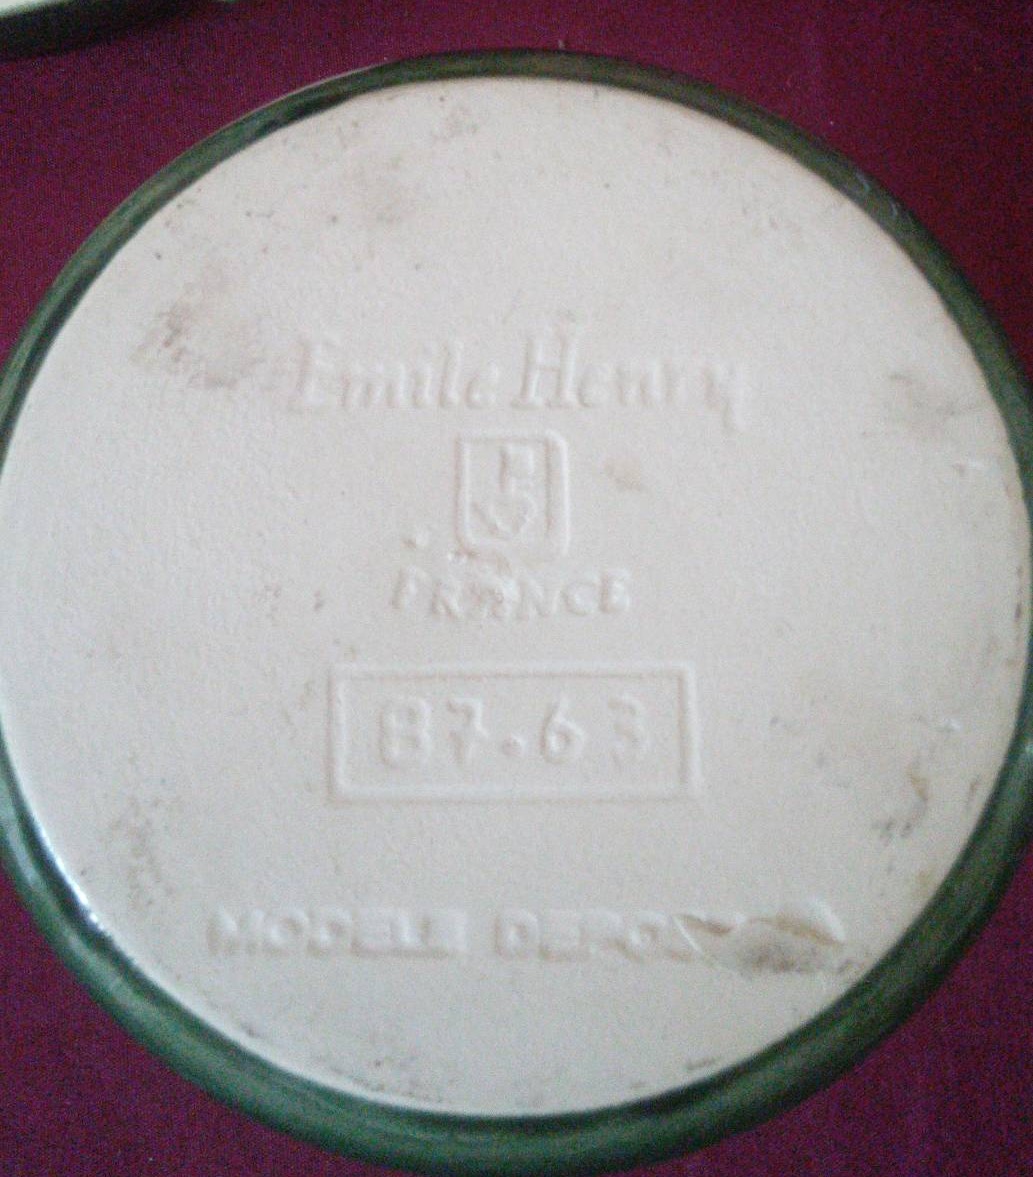 Emile Henry
FRANCE
87.63
MODELE